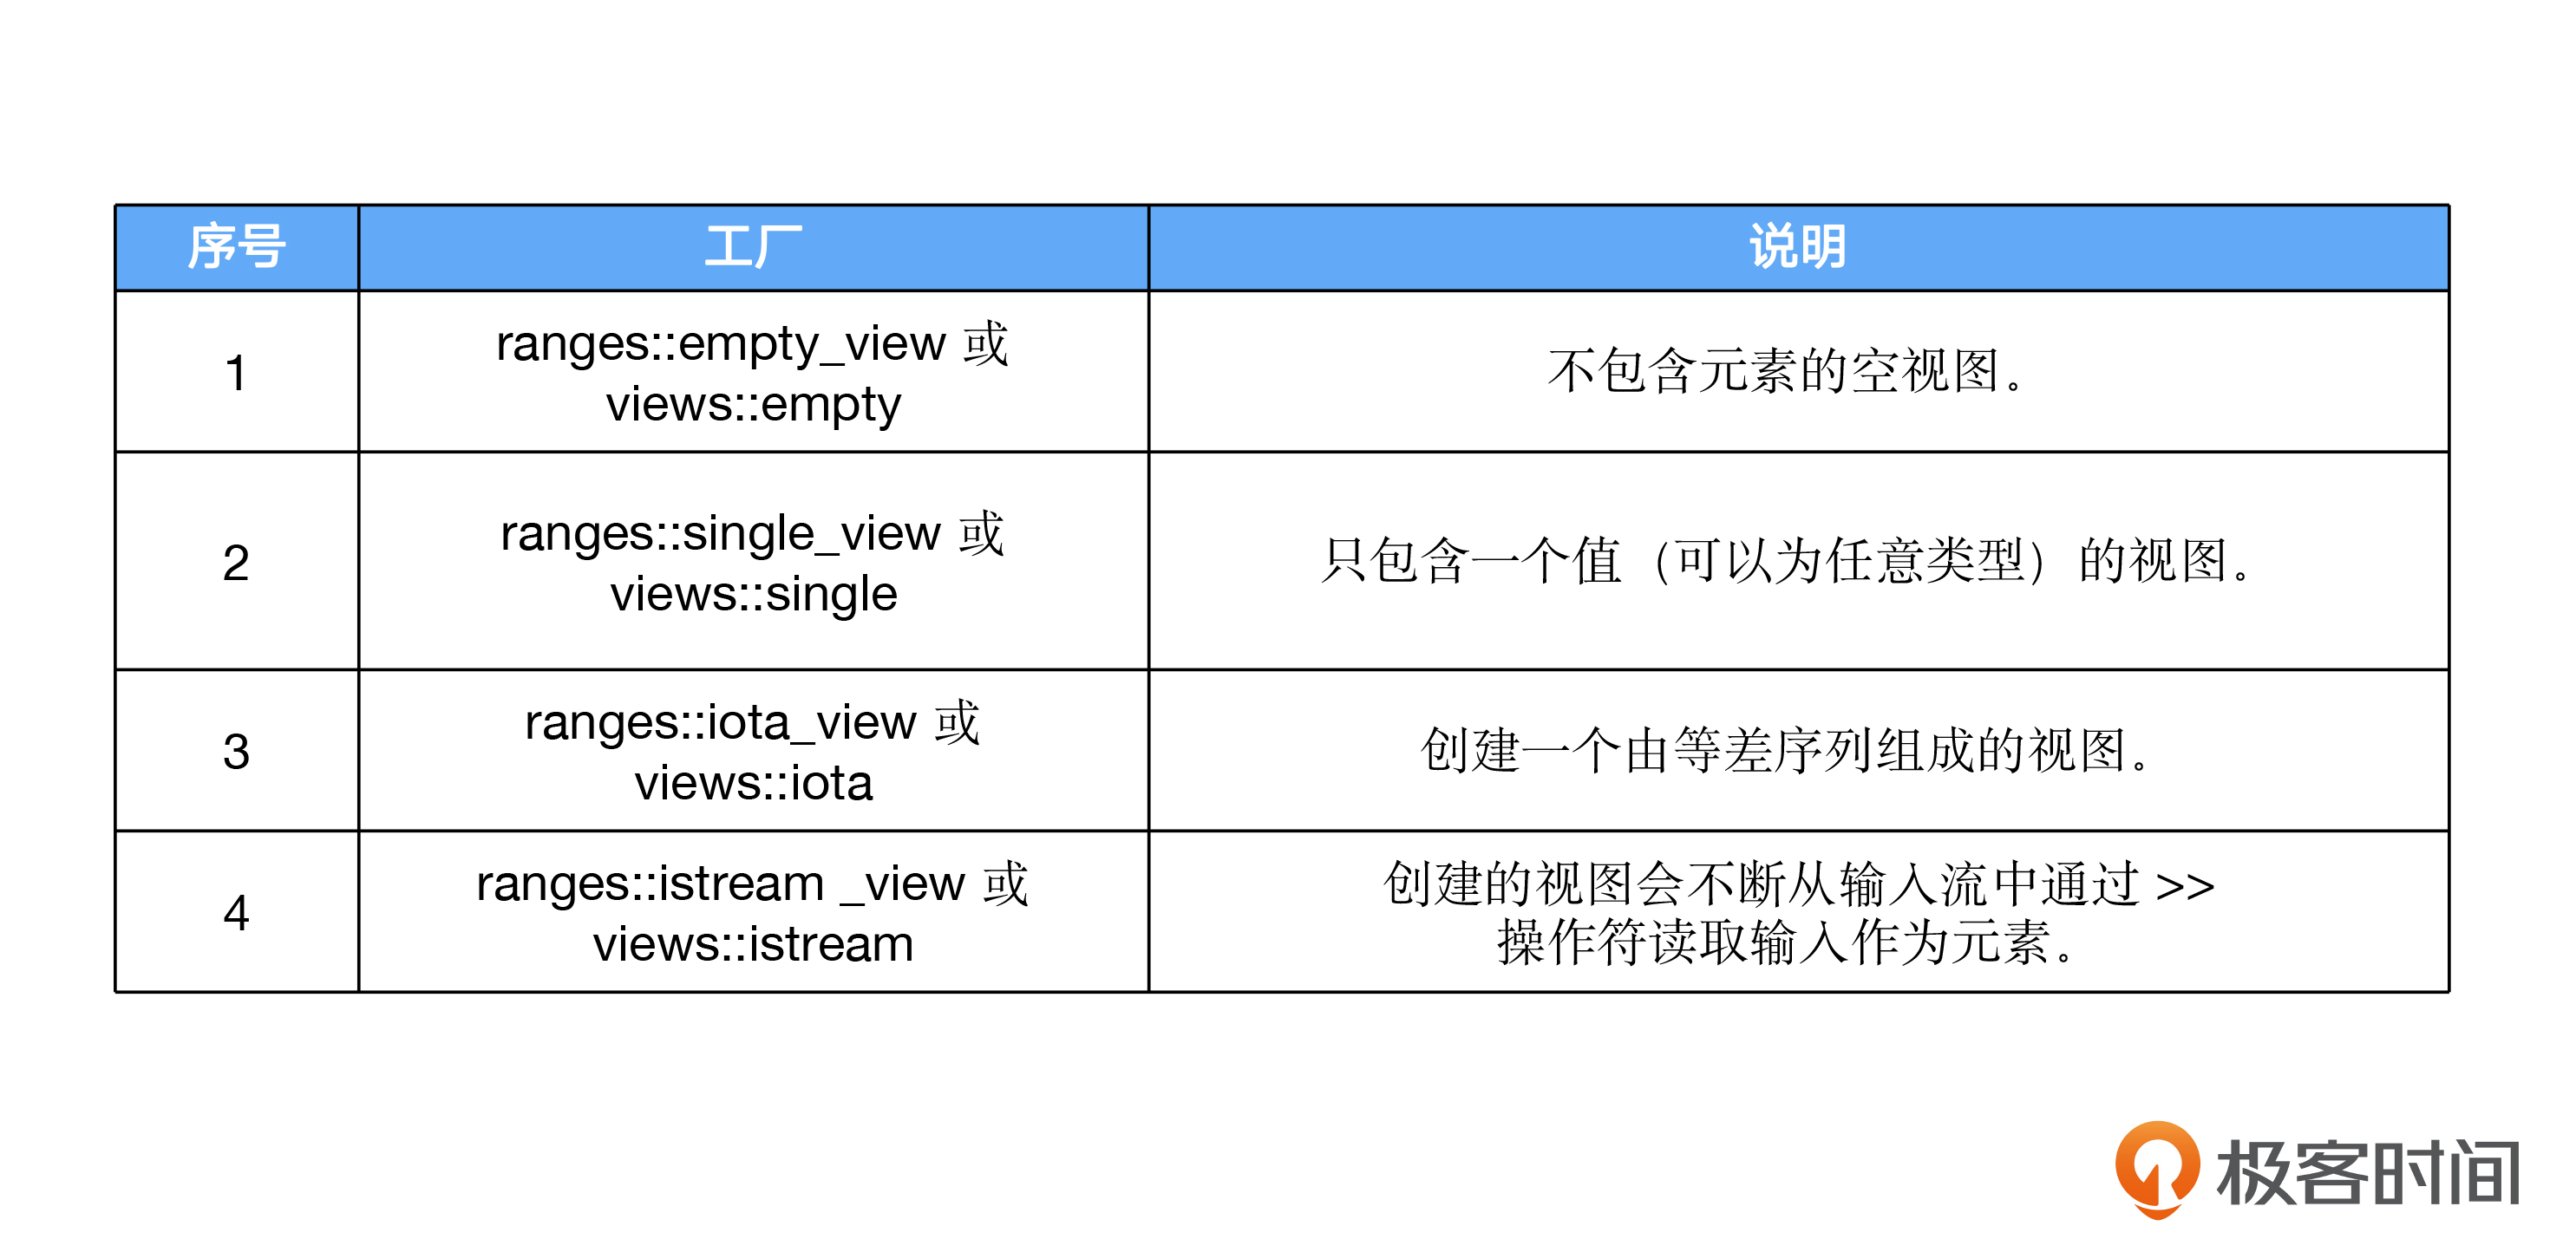 序号 工厂 说明
1 ranges::empty_view 或
views::empty 不包含元素的空视图。
2 ranges::single_view 或
views::single 只包含一个值（可以为任意类型）的视图。
3 ranges::iota_view 或
views::iota 创建一个由等差序列组成的视图。
4 ranges::istream _view 或
views::istream 创建的视图会不断从输入流中通过 >>
操作符读取输入作为元素。
极客时间